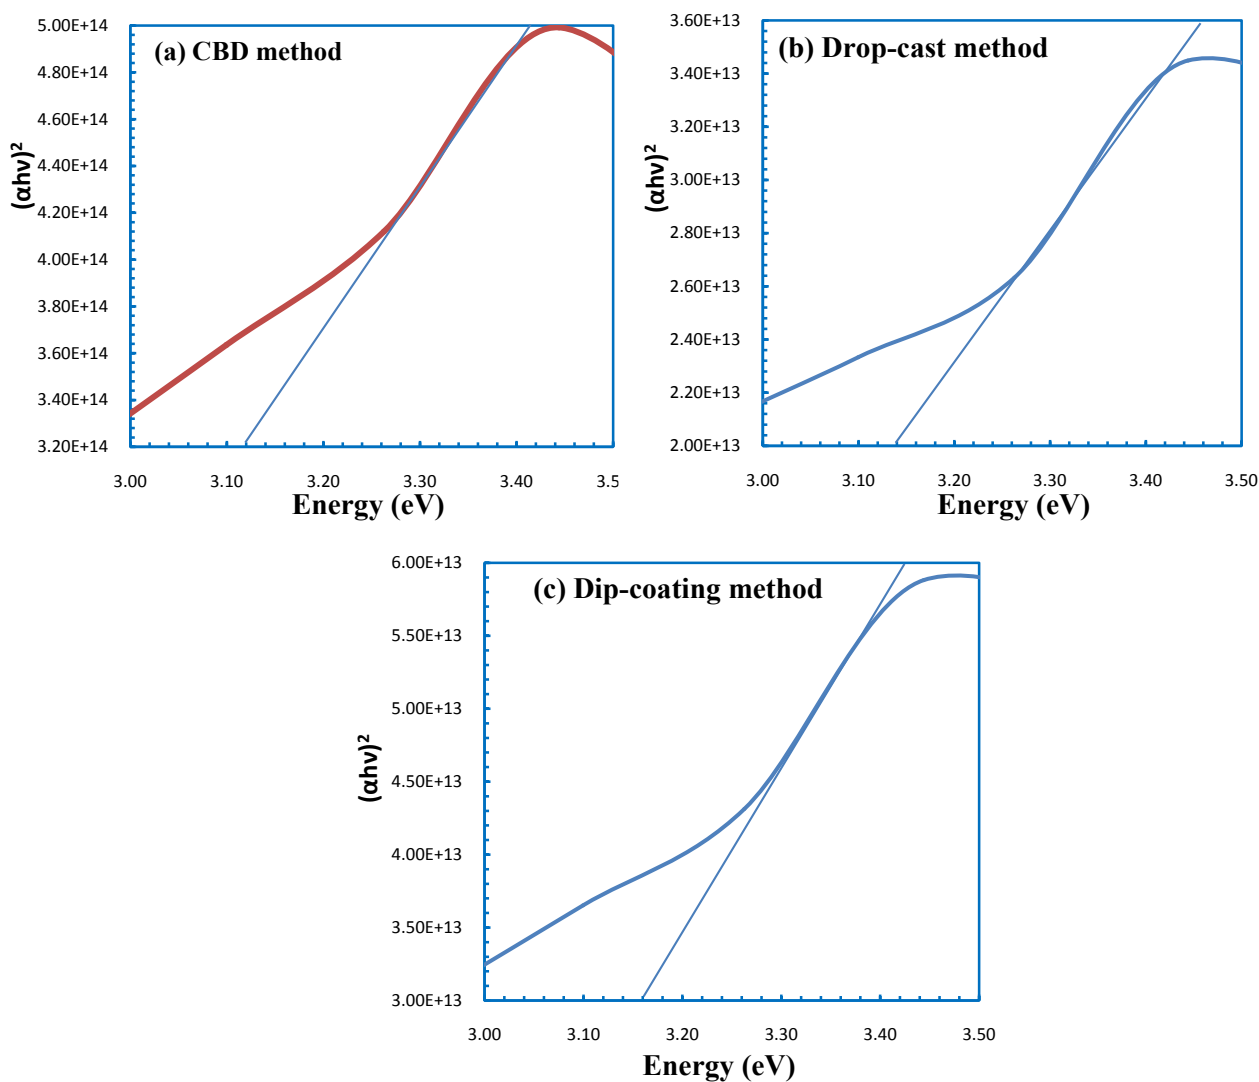 (a) CBD method
5.00E+14
4.80E+14
4.60E+14
4.40E+14
4.20E+14
4.00E+14
3.80E+14
3.60E+14
3.40E+14
3.20E+14
(αhν)²
3.00 3.10 3.20 3.30 3.40 3.5
Energy (eV)
(b) Drop-cast method
3.60E+13
3.40E+13
3.20E+13
3.00E+13
2.80E+13
2.60E+13
2.40E+13
2.20E+13
2.00E+13
(αhν)²
3.00 3.10 3.20 3.30 3.40 3.50
Energy (eV)
(c) Dip-coating method
6.00E+13
5.50E+13
5.00E+13
4.50E+13
4.00E+13
3.50E+13
3.00E+13
(αhν)²
3.00 3.10 3.20 3.30 3.40 3.50
Energy (eV)